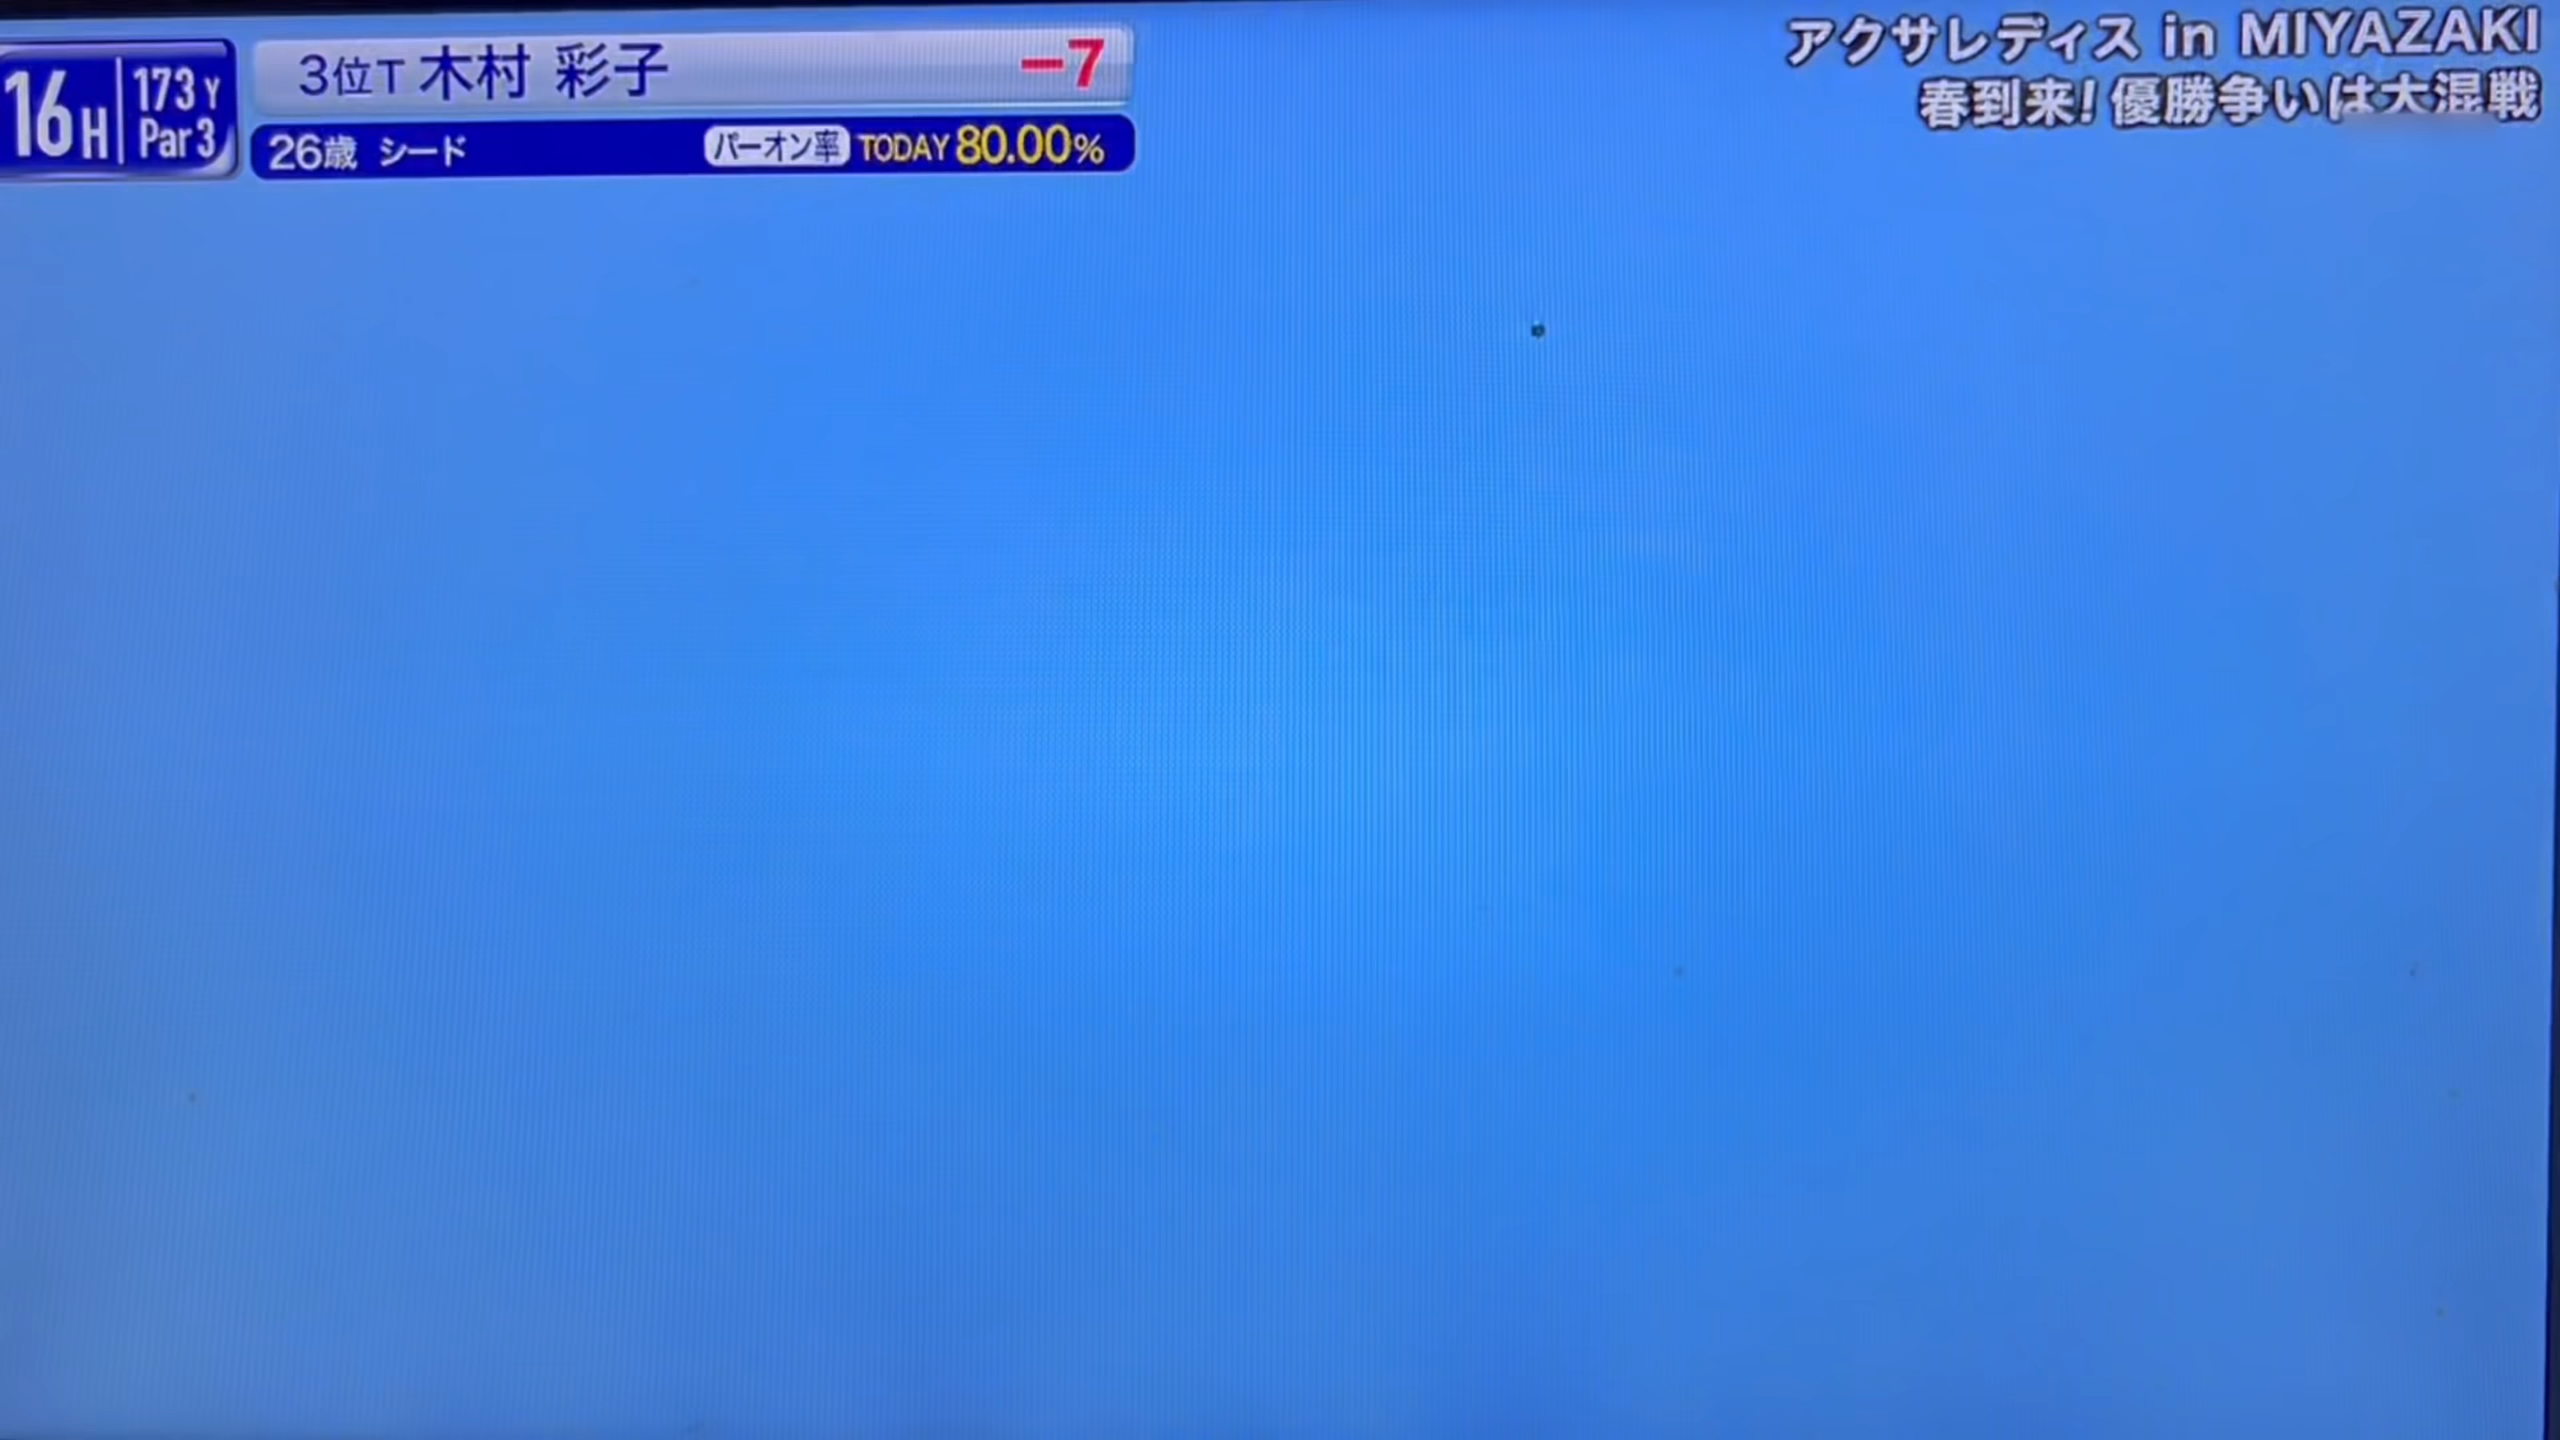 16H 173Y Par3
3位T 木村 彩子 -7
26歳 シード パーオン率 TODAY 80.00%
アクサレディス in MIYAZAKI
春到来!優勝争いは大混戦